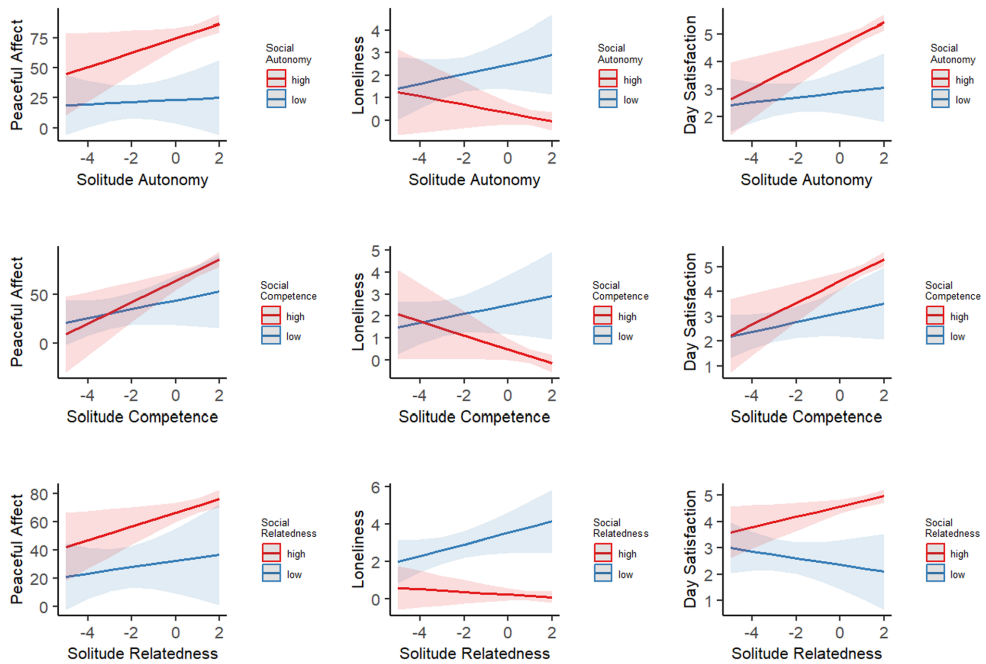 Peaceful Affect
75
50
25
0
-4 -2 0 2
Solitude Autonomy
Social
Autonomy
high
low
Loneliness
4
3
2
1
0
-4 -2 0 2
Solitude Autonomy
Social
Autonomy
high
low
Day Satisfaction
5
4
3
2
-4 -2 0 2
Solitude Autonomy
Social
Autonomy
high
low
Peaceful Affect
50
0
-4 -2 0 2
Solitude Competence
Social
Competence
high
low
Loneliness
5
4
3
2
1
0
-4 -2 0 2
Solitude Competence
Social
Competence
high
low
Day Satisfaction
5
4
3
2
1
-4 -2 0 2
Solitude Competence
Social
Competence
high
low
Peaceful Affect
80
60
40
20
0
-4 -2 0 2
Solitude Relatedness
Social
Relatedness
high
low
Loneliness
6
4
2
0
-4 -2 0 2
Solitude Relatedness
Social
Relatedness
high
low
Day Satisfaction
5
4
3
2
1
-4 -2 0 2
Solitude Relatedness
Social
Relatedness
high
low